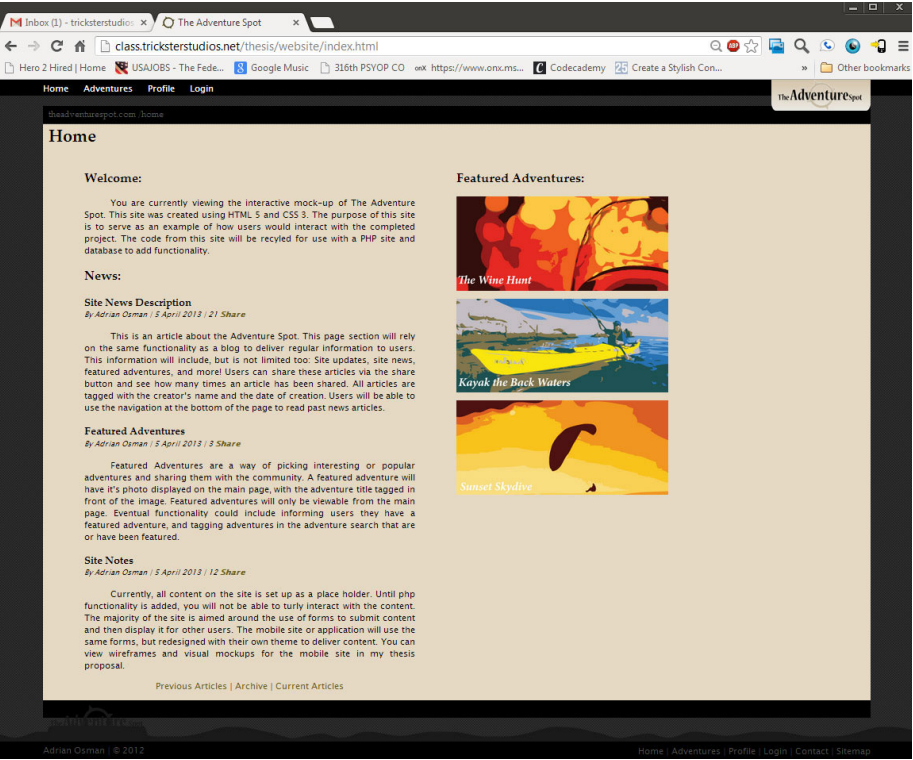 Inbox (1) - tricksterstudios
The Adventure Spot
class.tricksterstudios.net/thesis/website/index.html
ABP
Hero 2 Hired | Home
USAJOBS - The Fede...
Google Music
316th PSYOP CO
onX https://www.onx.ms...
Codecademy
Create a Stylish Con...
»
Other bookmarks
Home Adventures Profile Login
The Adventure Spot
theadventurespot.com /home
Home
Welcome:
You are currently viewing the interactive mock-up of The Adventure
Spot. This site was created using HTML 5 and CSS 3. The purpose of this site
is to serve as an example of how users would interact with the completed
project. The code from this site will be recyled for use with a PHP site and
database to add functionality.
News:
Site News Description
By Adrian Osman | 5 April 2013 | 21 Share
This is an article about the Adventure Spot. This page section will rely
on the same functionality as a blog to deliver regular information to users.
This information will include, but is not limited too: Site updates, site news,
featured adventures, and more! Users can share these articles via the share
button and see how many times an article has been shared. All articles are
tagged with the creator's name and the date of creation. Users will be able to
use the navigation at the bottom of the page to read past news articles.
Featured Adventures
By Adrian Osman | 5 April 2013 | 3 Share
Featured Adventures are a way of picking interesting or popular
adventures and sharing them with the community. A featured adventure will
have it's photo displayed on the main page, with the adventure title tagged in
front of the image. Featured adventures will only be viewable from the main
page. Eventual functionality could include informing users they have a
featured adventure, and tagging adventures in the adventure search that are
or have been featured.
Site Notes
By Adrian Osman | 5 April 2013 | 12 Share
Currently, all content on the site is set up as a place holder. Until php
functionality is added, you will not be able to turly interact with the content.
The majority of the site is aimed around the use of forms to submit content
and then display it for other users. The mobile site or application will use the
same forms, but redesigned with their own theme to deliver content. You can
view wireframes and visual mockups for the mobile site in my thesis
proposal.
Previous Articles | Archive | Current Articles
Featured Adventures:
The Wine Hunt
Kayak the Back Waters
Sunset Skydive
The Adventure Spot
Adrian Osman | © 2012
Home | Adventures | Profile | Login | Contact | Sitemap